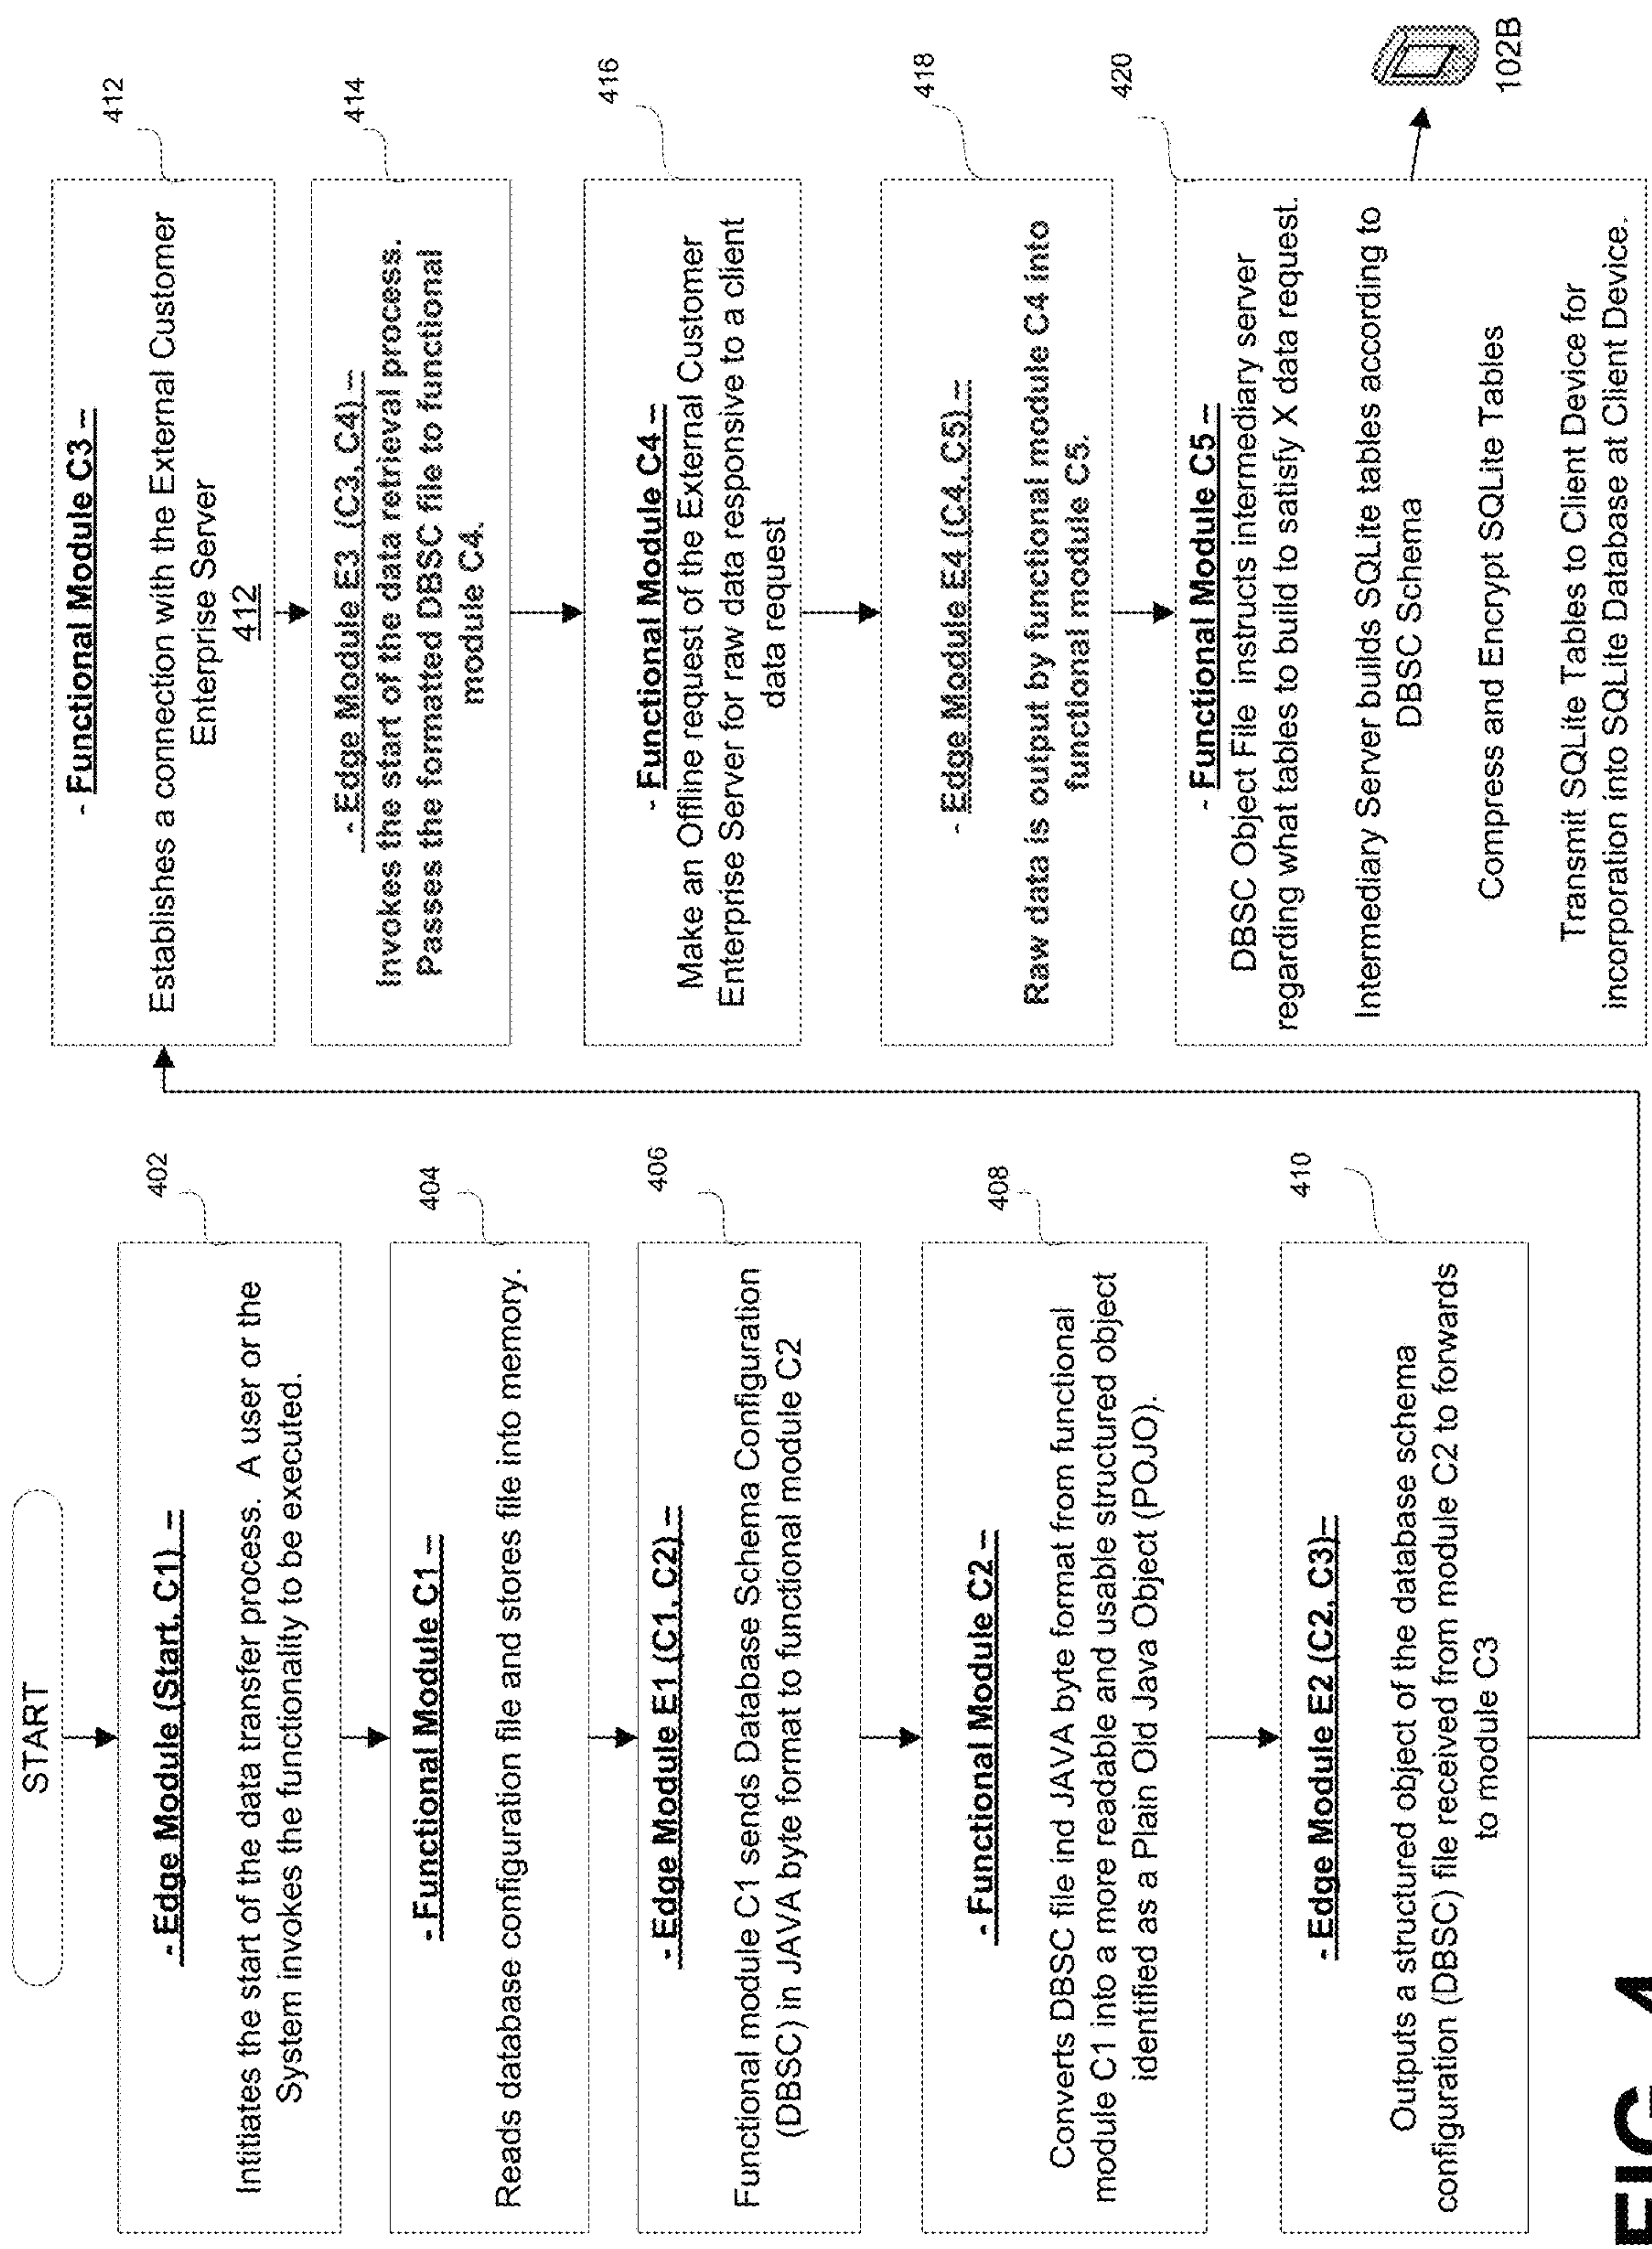 START
402
- Edge Module (Start, C1) –
Intitiates the start of the data transfer process. A user or the
System invokes the functionality to be executed.
404
- Functional Module C1 –
Reads database configuration file and stores file into memory.
406
- Edge Module E1 (C1, C2) –
Functional module C1 sends Database Schema Configuration
(DBSC) in JAVA byte format to functional module C2
408
- Functional Module C2 –
Converts DBSC file ind JAVA byte format from functional
module C1 into a more readable and usable structured object
identified as a Plain Old Java Object (POJO).
410
- Edge Module E2 (C2, C3)–
Outputs a structured object of the database schema
configuration (DBSC) file received from module C2 to forwards
to module C3
412
- Functional Module C3 –
Establishes a connection with the External Customer
Enterprise Server
412
414
- Edge Module E3 (C3, C4) –
Invokes the start of the data retrieval process.
Passes the formatted DBSC file to functional
module C4.
416
- Functional Module C4 –
Make an Offline request of the External Customer
Enterprise Server for raw data responsive to a client
data request
418
- Edge Module E4 (C4, C5) –
Raw data is output by functional module C4 into
functional module C5.
420
- Functional Module C5 –
DBSC Object File instructs intermediary server
regarding what tables to build to satisfy X data request.
Intermediary Server builds SQLite tables according to
DBSC Schema
Compress and Encrypt SQLite Tables
Transmit SQLite Tables to Client Device for
incorporation into SQLite Database at Client Device.
102B
FIG. 4